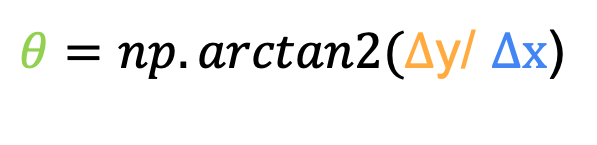 θ = np.arctan2(Δy/ Δx)